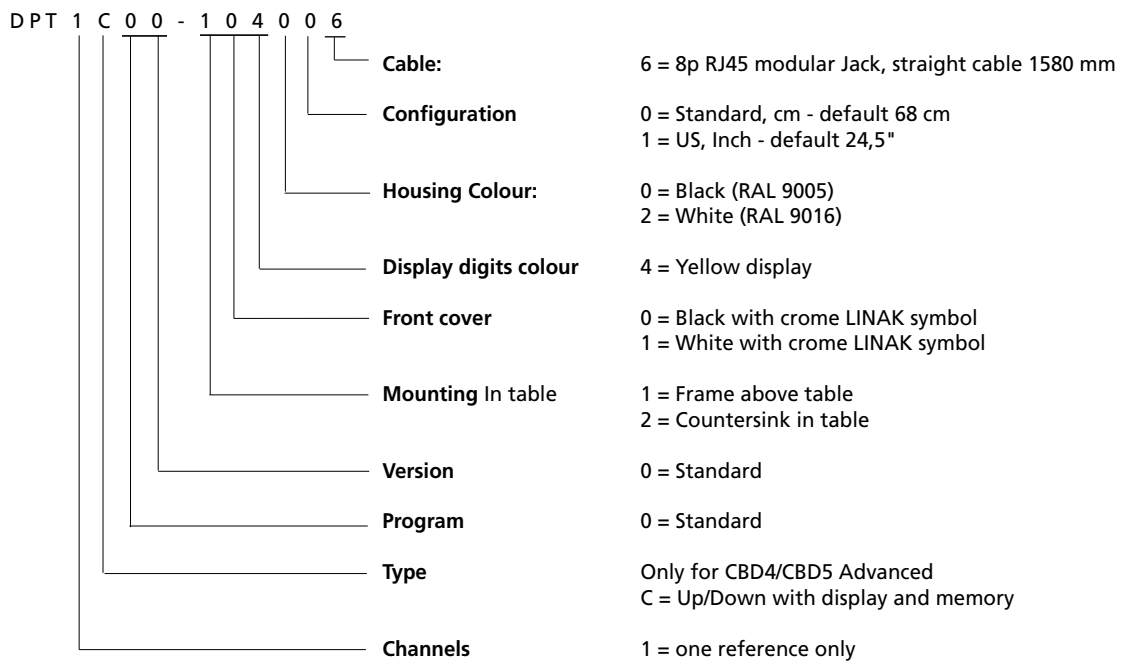 DPT 1 C 0 0 - 1 0 4 0 0 6
Cable: 6 = 8p RJ45 modular Jack, straight cable 1580 mm
Configuration 0 = Standard, cm - default 68 cm
1 = US, Inch - default 24,5"
Housing Colour: 0 = Black (RAL 9005)
2 = White (RAL 9016)
Display digits colour 4 = Yellow display
Front cover 0 = Black with crome LINAK symbol
1 = White with crome LINAK symbol
Mounting In table 1 = Frame above table
2 = Countersink in table
Version 0 = Standard
Program 0 = Standard
Type Only for CBD4/CBD5 Advanced
C = Up/Down with display and memory
Channels 1 = one reference only